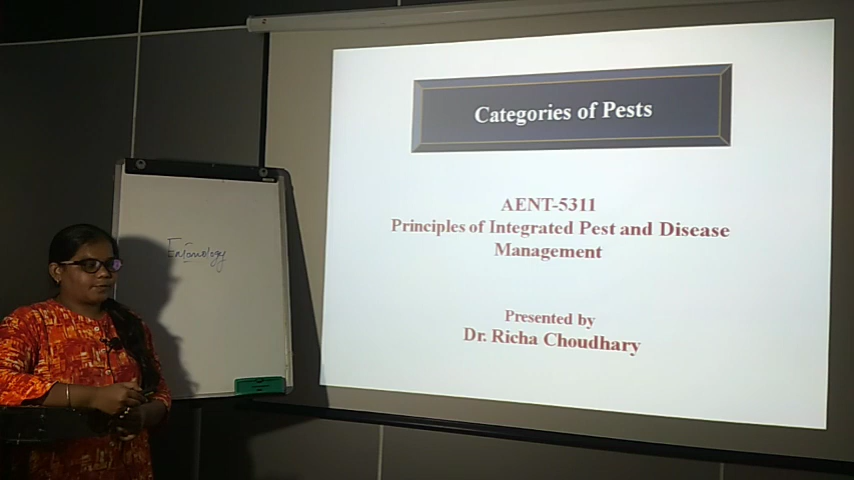 Categories of Pests
AENT-5311
Principles of Integrated Pest and Disease
Management
Presented by
Dr. Richa Choudhary
Entomology